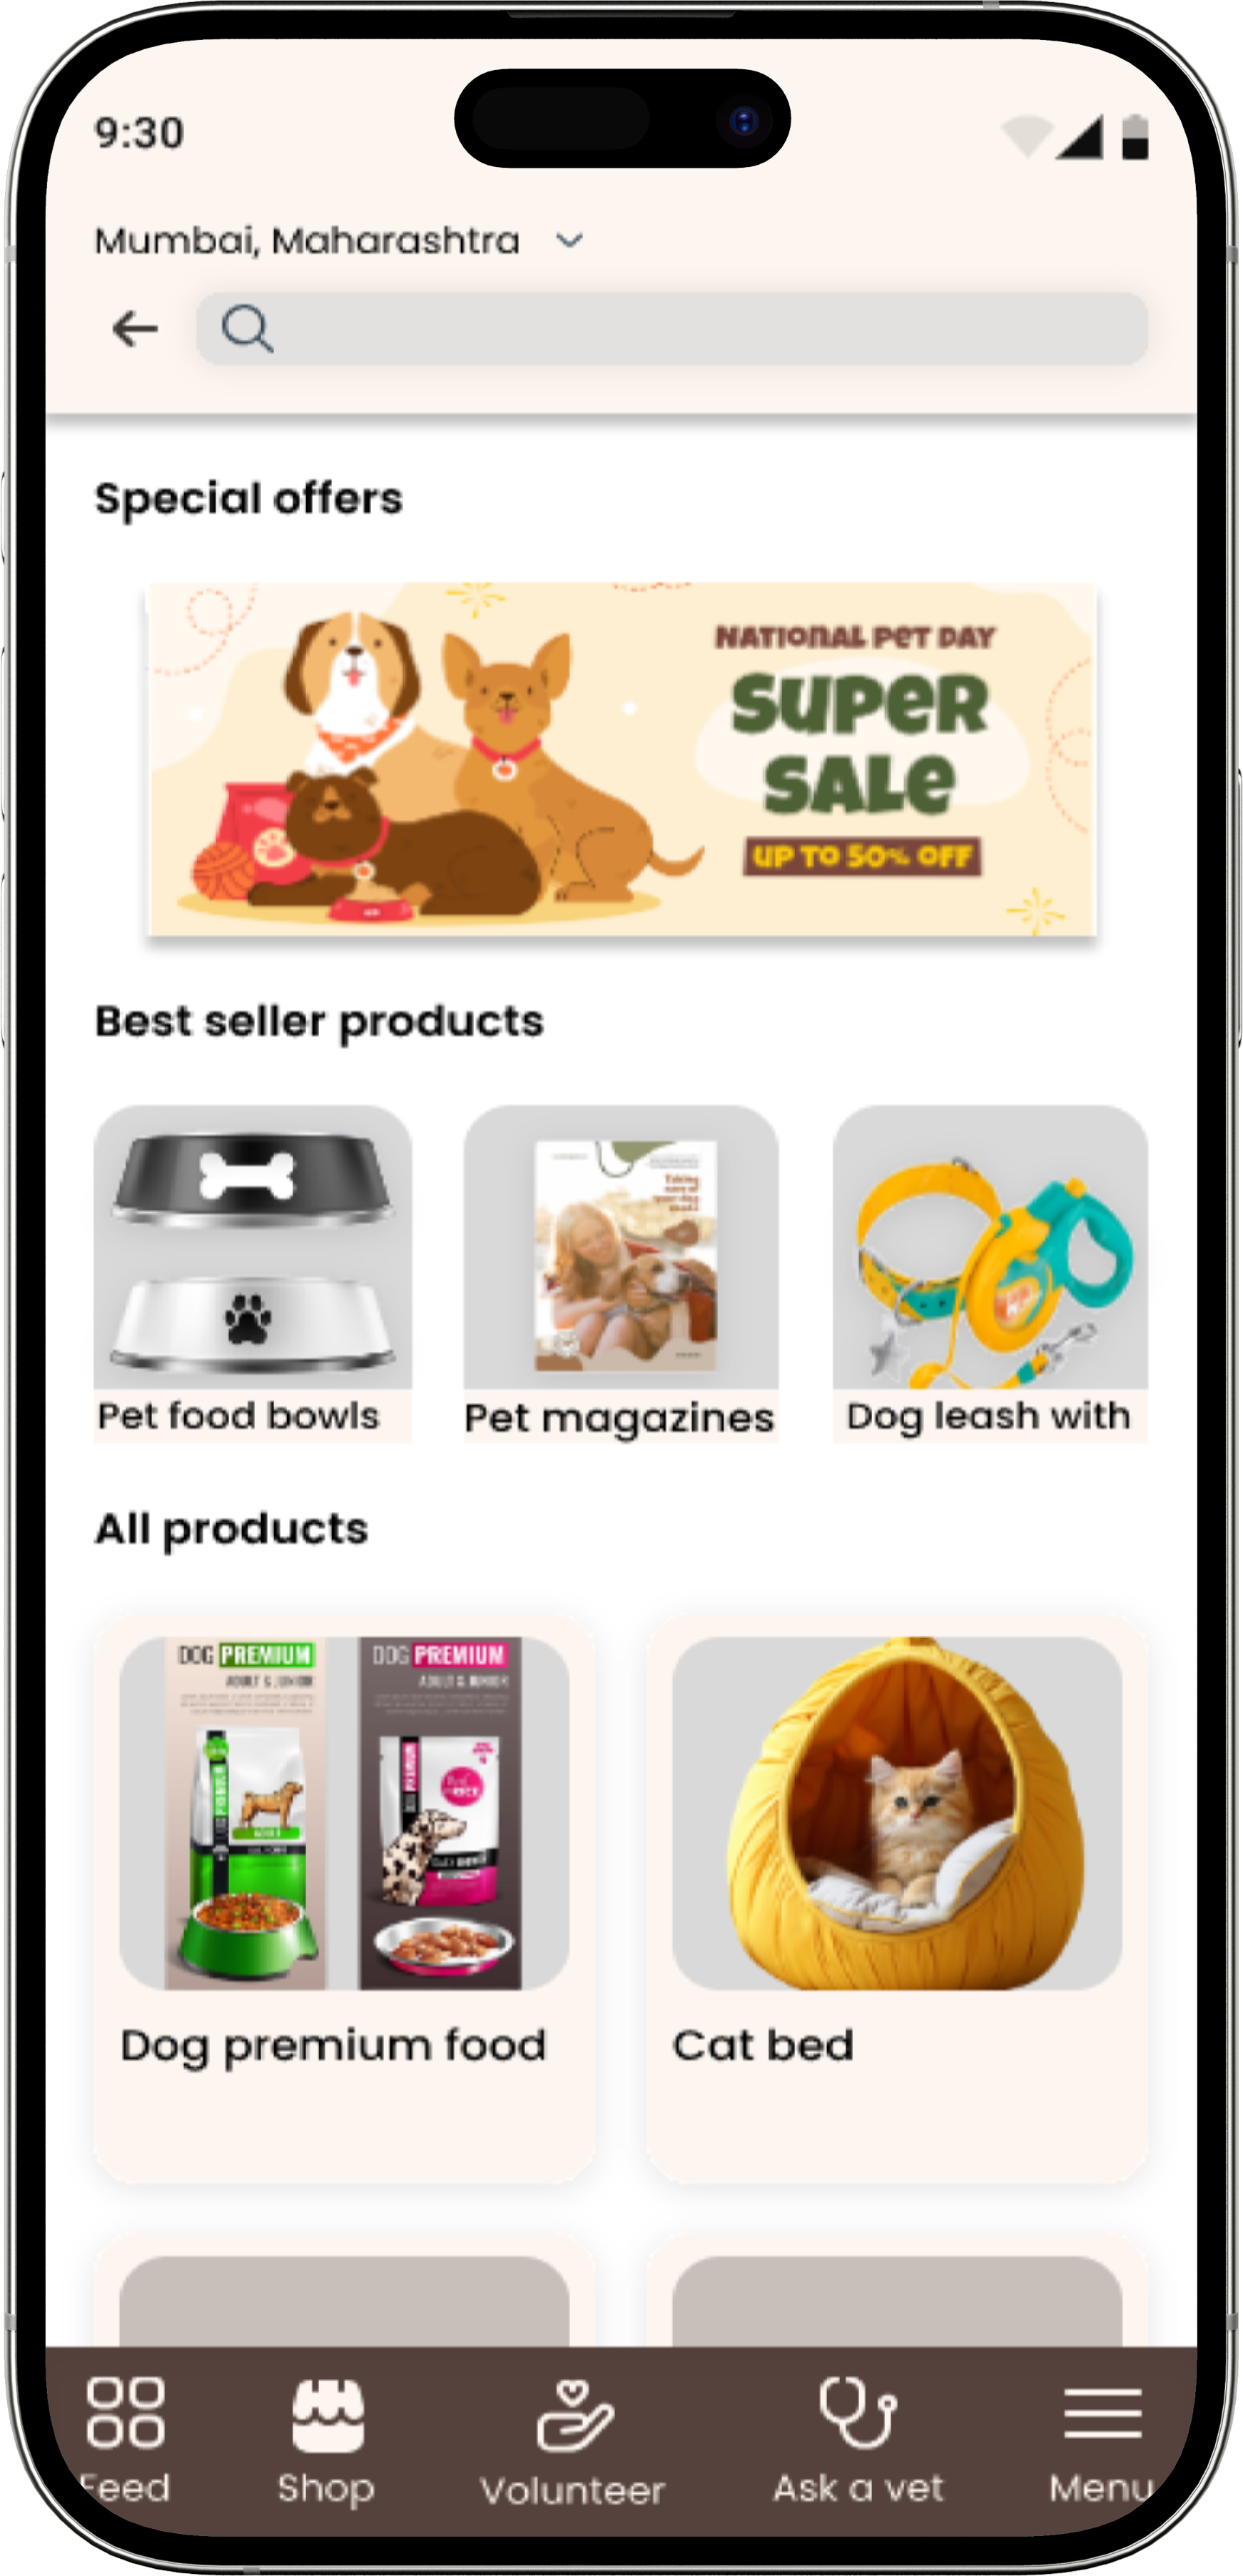 9:30
Mumbai, Maharashtra
Special offers
NATIONAL PET DAY
SUPER
SALE
UP TO 50% OFF
Best seller products
Pet food bowls
Pet magazines
Dog leash with
All products
DOG PREMIUM
ADULT & JUNIOR
DOG PREMIUM
ADULT & JUNIOR
Dog premium food
Cat bed
Feed
Shop
Volunteer
Ask a vet
Menu